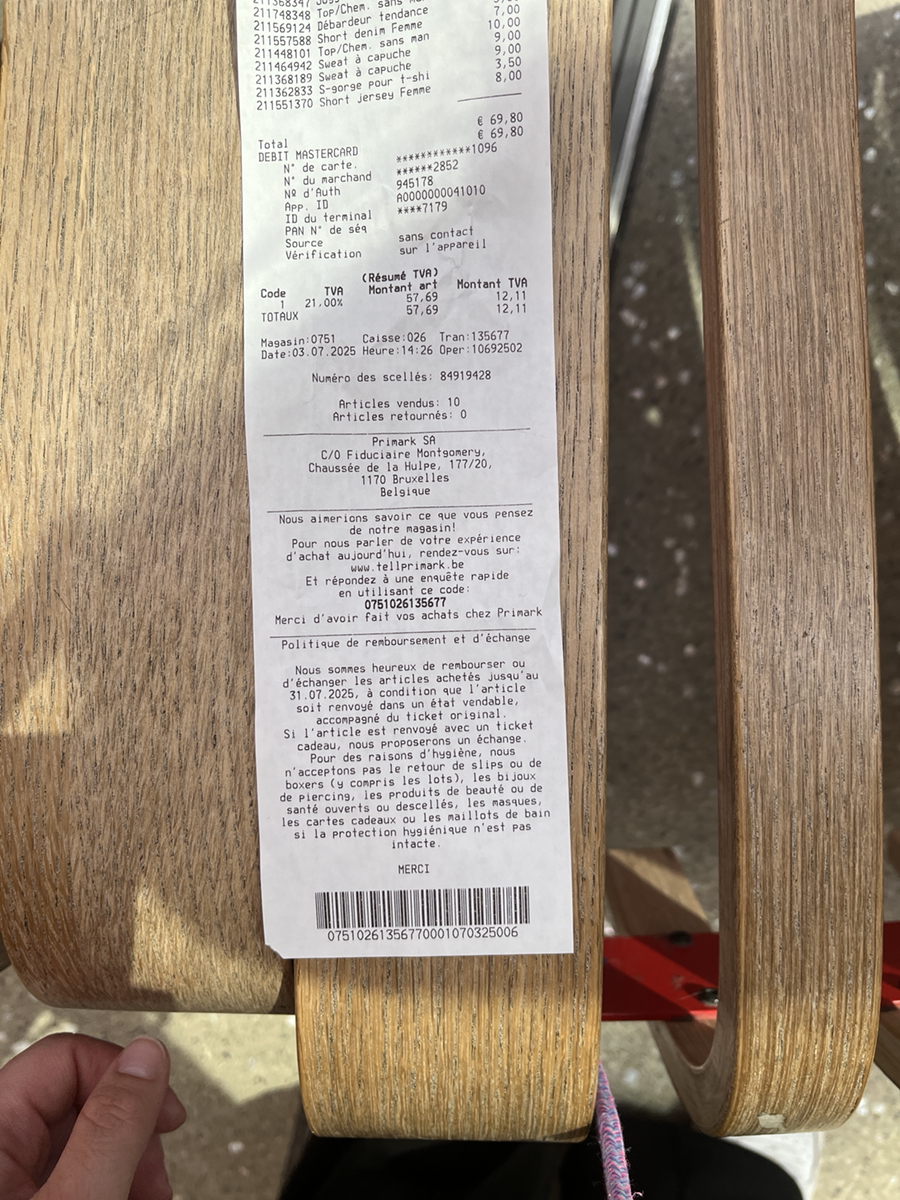 211748348 Top/Chem. sans
211569124 Débardeur tendance 7,00
211557588 Short denim Femme 10,00
211448101 Top/Chem. sans man 9,00
211464942 Sweat à capuche 9,00
211368189 Sweat à capuche 3,50
211362833 S-gorge pour t-shi 8,00
211551370 Short jersey Femme
€ 69,80
Total € 69,80
DEBIT MASTERCARD
N° de carte. ************1096
N° du marchand ******2852
Nº d'Auth 945178
App. ID A0000000041010
ID du terminal ****7179
PAN N° de séq
Source sans contact
Vérification sur l'appareil
(Résumé TVA)
Code TVA Montant art Montant TVA
1 21,00% 57,69 12,11
TOTAUX 57,69 12,11
Magasin:0751 Caisse:026 Tran:135677
Date:03.07.2025 Heure:14:26 Oper:10692502
Numéro des scellés: 84919428
Articles vendus: 10
Articles retournés: 0
Primark SA
C/O Fiduciaire Montgomery,
Chaussée de la Hulpe, 177/20,
1170 Bruxelles
Belgique
Nous aimerions savoir ce que vous pensez
de notre magasin!
Pour nous parler de votre expérience
d'achat aujourd'hui, rendez-vous sur:
www.tellprimark.be
Et répondez à une enquête rapide
en utilisant ce code:
0751026135677
Merci d'avoir fait vos achats chez Primark
Politique de remboursement et d'échange
Nous sommes heureux de rembourser ou
d'échanger les articles achetés jusqu'au
31.07.2025, à condition que l'article
soit renvoyé dans un état vendable,
accompagné du ticket original.
Si l'article est renvoyé avec un ticket
cadeau, nous proposerons un échange.
Pour des raisons d'hygiène, nous
n'acceptons pas le retour de slips ou de
boxers (y compris les lots), les bijoux
de piercing, les produits de beauté ou de
santé ouverts ou descellés, les masques,
les cartes cadeaux ou les maillots de bain
si la protection hygiénique n'est pas
intacte.
MERCI
07510261356770001070325006